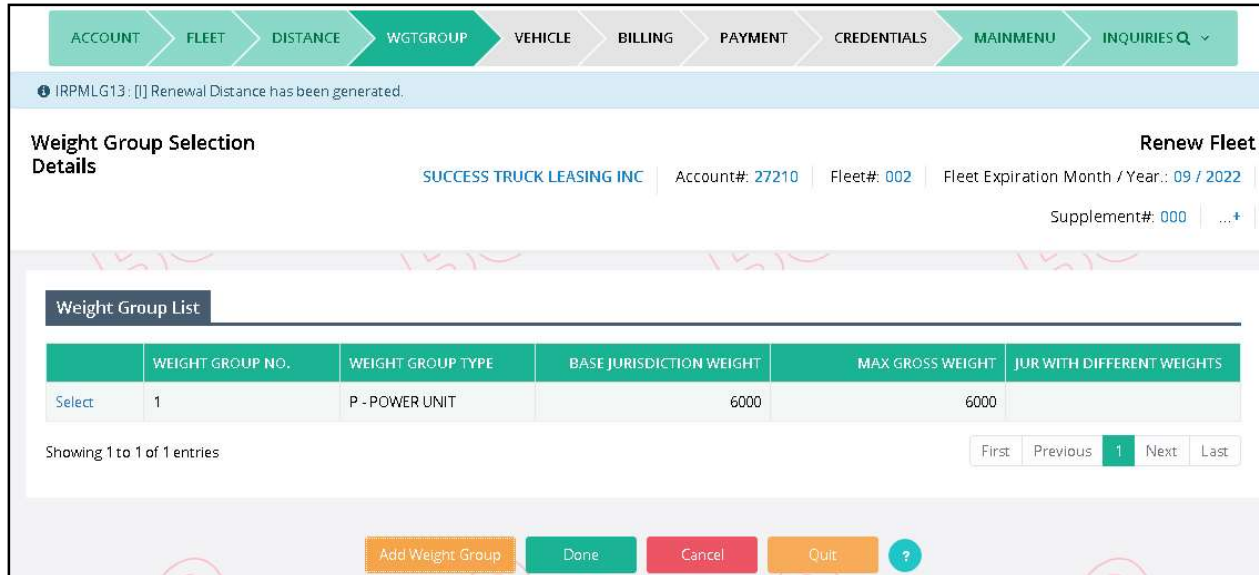 ACCOUNT FLEET DISTANCE WGTGROUP VEHICLE BILLING PAYMENT CREDENTIALS MAINMENU INQUIRIES
IRPMLG13: [I] Renewal Distance has been generated.
Weight Group Selection
Details
Renew Fleet
SUCCESS TRUCK LEASING INC Account#: 27210 Fleet#: 002 Fleet Expiration Month / Year.: 09 / 2022
Supplement#: 000 ...+
Weight Group List
WEIGHT GROUP NO. WEIGHT GROUP TYPE BASE JURISDICTION WEIGHT MAX GROSS WEIGHT JUR WITH DIFFERENT WEIGHTS
Select 1 P - POWER UNIT 6000 6000
Showing 1 to 1 of 1 entries First Previous 1 Next Last
Add Weight Group Done Cancel Quit ?